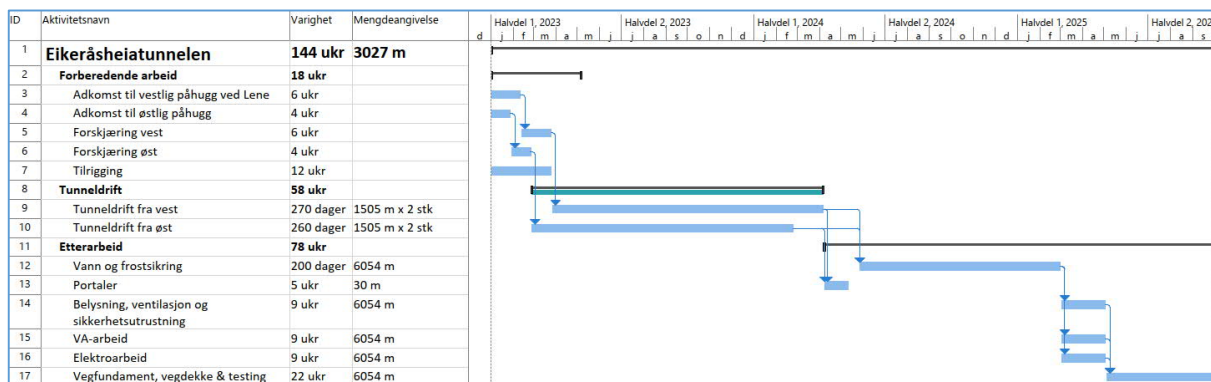 ID Aktivitetsnavn Varighet Mengdeangivelse Halvdel 1, 2023 Halvdel 2, 2023 Halvdel 1, 2024 Halvdel 2, 2024 Halvdel 1, 2025 Halvdel 2, 202
d j f m a m j j a s o n d j f m a m j j a s o n d j f m a m j j a s
1 Eikeråsheiatunnelen 144 ukr 3027 m
2 Forberedende arbeid 18 ukr
3 Adkomst til vestlig påhugg ved Lene 6 ukr
4 Adkomst til østlig påhugg 4 ukr
5 Forskjæring vest 6 ukr
6 Forskjæring øst 4 ukr
7 Tilrigging 12 ukr
8 Tunneldrift 58 ukr
9 Tunneldrift fra vest 270 dager 1505 m x 2 stk
10 Tunneldrift fra øst 260 dager 1505 m x 2 stk
11 Etterarbeid 78 ukr
12 Vann og frostsikring 200 dager 6054 m
13 Portaler 5 ukr 30 m
14 Belysning, ventilasjon og 9 ukr 6054 m
sikkerhetsutrustning
15 VA-arbeid 9 ukr 6054 m
16 Elektroarbeid 9 ukr 6054 m
17 Vegfundament, vegdekke & testing 22 ukr 6054 m